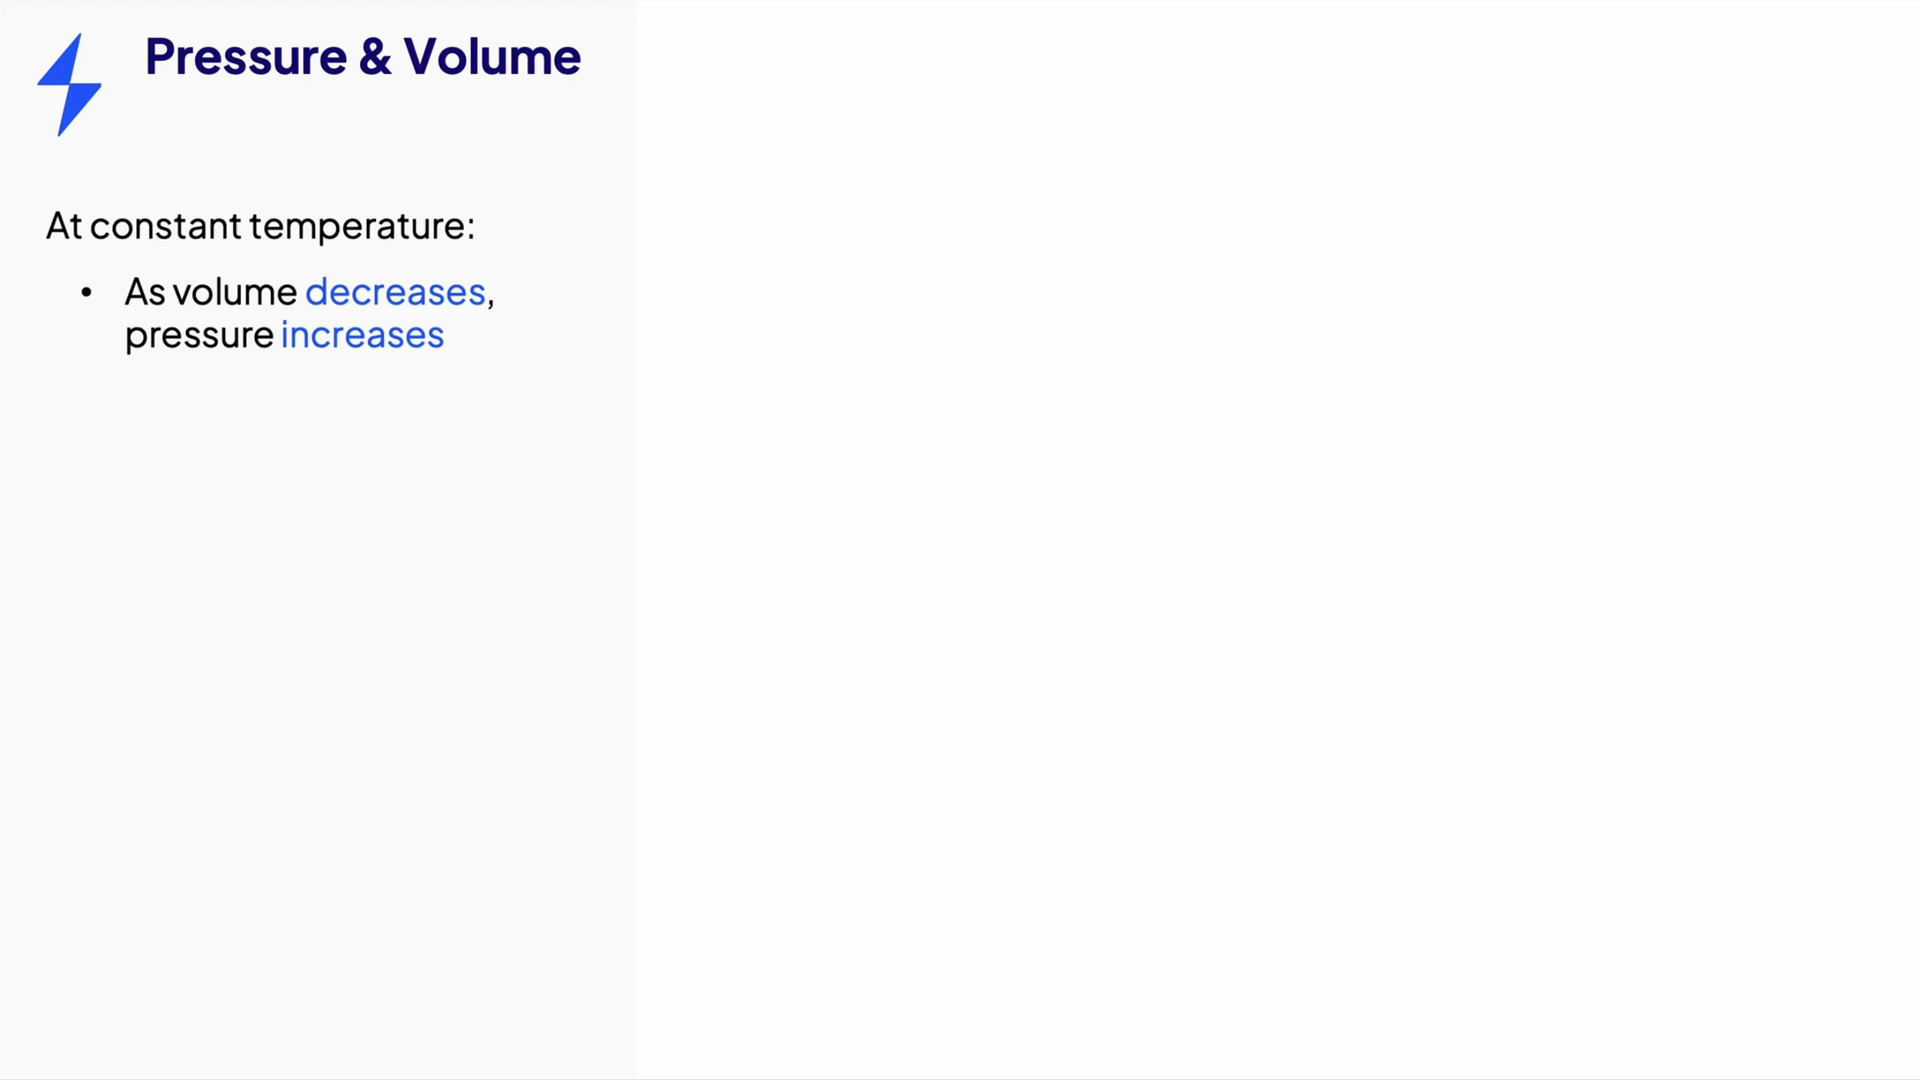 Pressure & Volume
At constant temperature:
• As volume decreases,
pressure increases